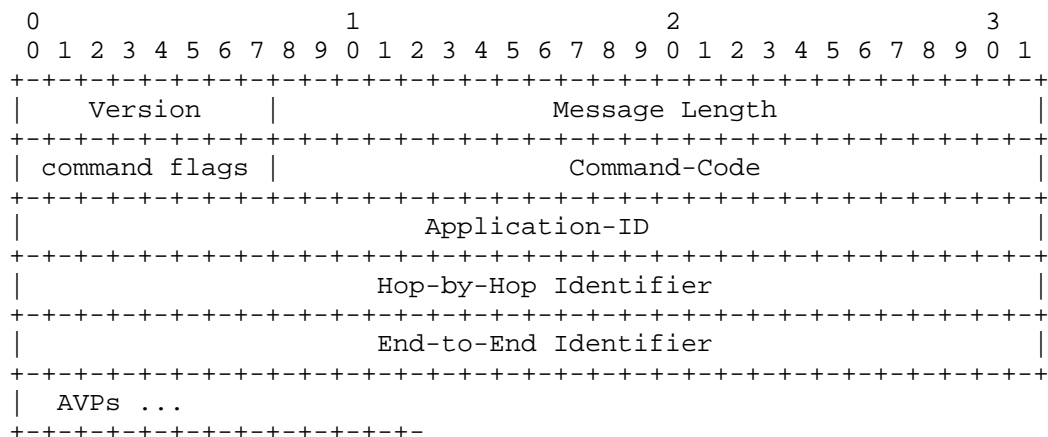 0                   1                   2                   3
 0 1 2 3 4 5 6 7 8 9 0 1 2 3 4 5 6 7 8 9 0 1 2 3 4 5 6 7 8 9 0 1
+-+-+-+-+-+-+-+-+-+-+-+-+-+-+-+-+-+-+-+-+-+-+-+-+-+-+-+-+-+-+-+-+
|    Version    |                 Message Length                |
+-+-+-+-+-+-+-+-+-+-+-+-+-+-+-+-+-+-+-+-+-+-+-+-+-+-+-+-+-+-+-+-+
| command flags |                  Command-Code                 |
+-+-+-+-+-+-+-+-+-+-+-+-+-+-+-+-+-+-+-+-+-+-+-+-+-+-+-+-+-+-+-+-+
|                         Application-ID                        |
+-+-+-+-+-+-+-+-+-+-+-+-+-+-+-+-+-+-+-+-+-+-+-+-+-+-+-+-+-+-+-+-+
|                      Hop-by-Hop Identifier                    |
+-+-+-+-+-+-+-+-+-+-+-+-+-+-+-+-+-+-+-+-+-+-+-+-+-+-+-+-+-+-+-+-+
|                      End-to-End Identifier                    |
+-+-+-+-+-+-+-+-+-+-+-+-+-+-+-+-+-+-+-+-+-+-+-+-+-+-+-+-+-+-+-+-+
|  AVPs ...
+-+-+-+-+-+-+-+-+-+-+-+-+-